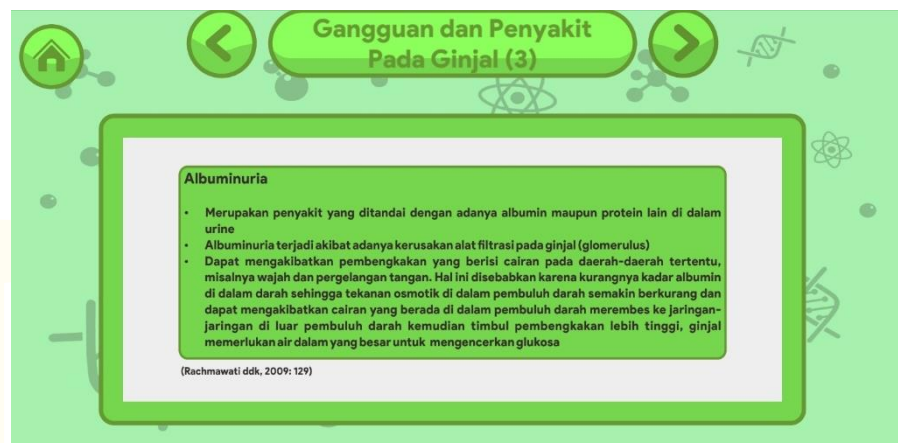 Gangguan dan Penyakit
Pada Ginjal (3)
Albuminuria
• Merupakan penyakit yang ditandai dengan adanya albumin maupun protein lain di dalam
urine
• Albuminuria terjadi akibat adanya kerusakan alat filtrasi pada ginjal (glomerulus)
• Dapat mengakibatkan pembengkakan yang berisi cairan pada daerah-daerah tertentu,
misalnya wajah dan pergelangan tangan. Hal ini disebabkan karena kurangnya kadar albumin
di dalam darah sehingga tekanan osmotik di dalam pembuluh darah semakin berkurang dan
dapat mengakibatkan cairan yang berada di dalam pembuluh darah merembes ke jaringan-
jaringan di luar pembuluh darah kemudian timbul pembengkakan lebih tinggi, ginjal
memerlukan air dalam yang besar untuk mengencerkan glukosa
(Rachmawati ddk, 2009: 129)